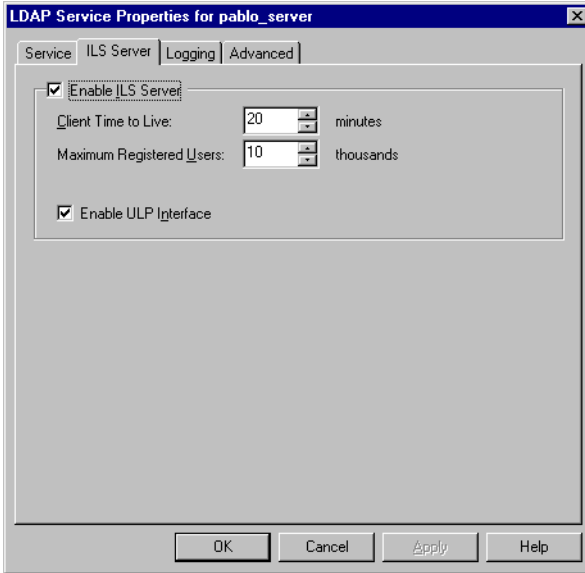 LDAP Service Properties for pablo_server
Service ILS Server Logging Advanced
Enable ILS Server
Client Time to Live: 20 minutes
Maximum Registered Users: 10 thousands
Enable ULP Interface
OK Cancel Apply Help